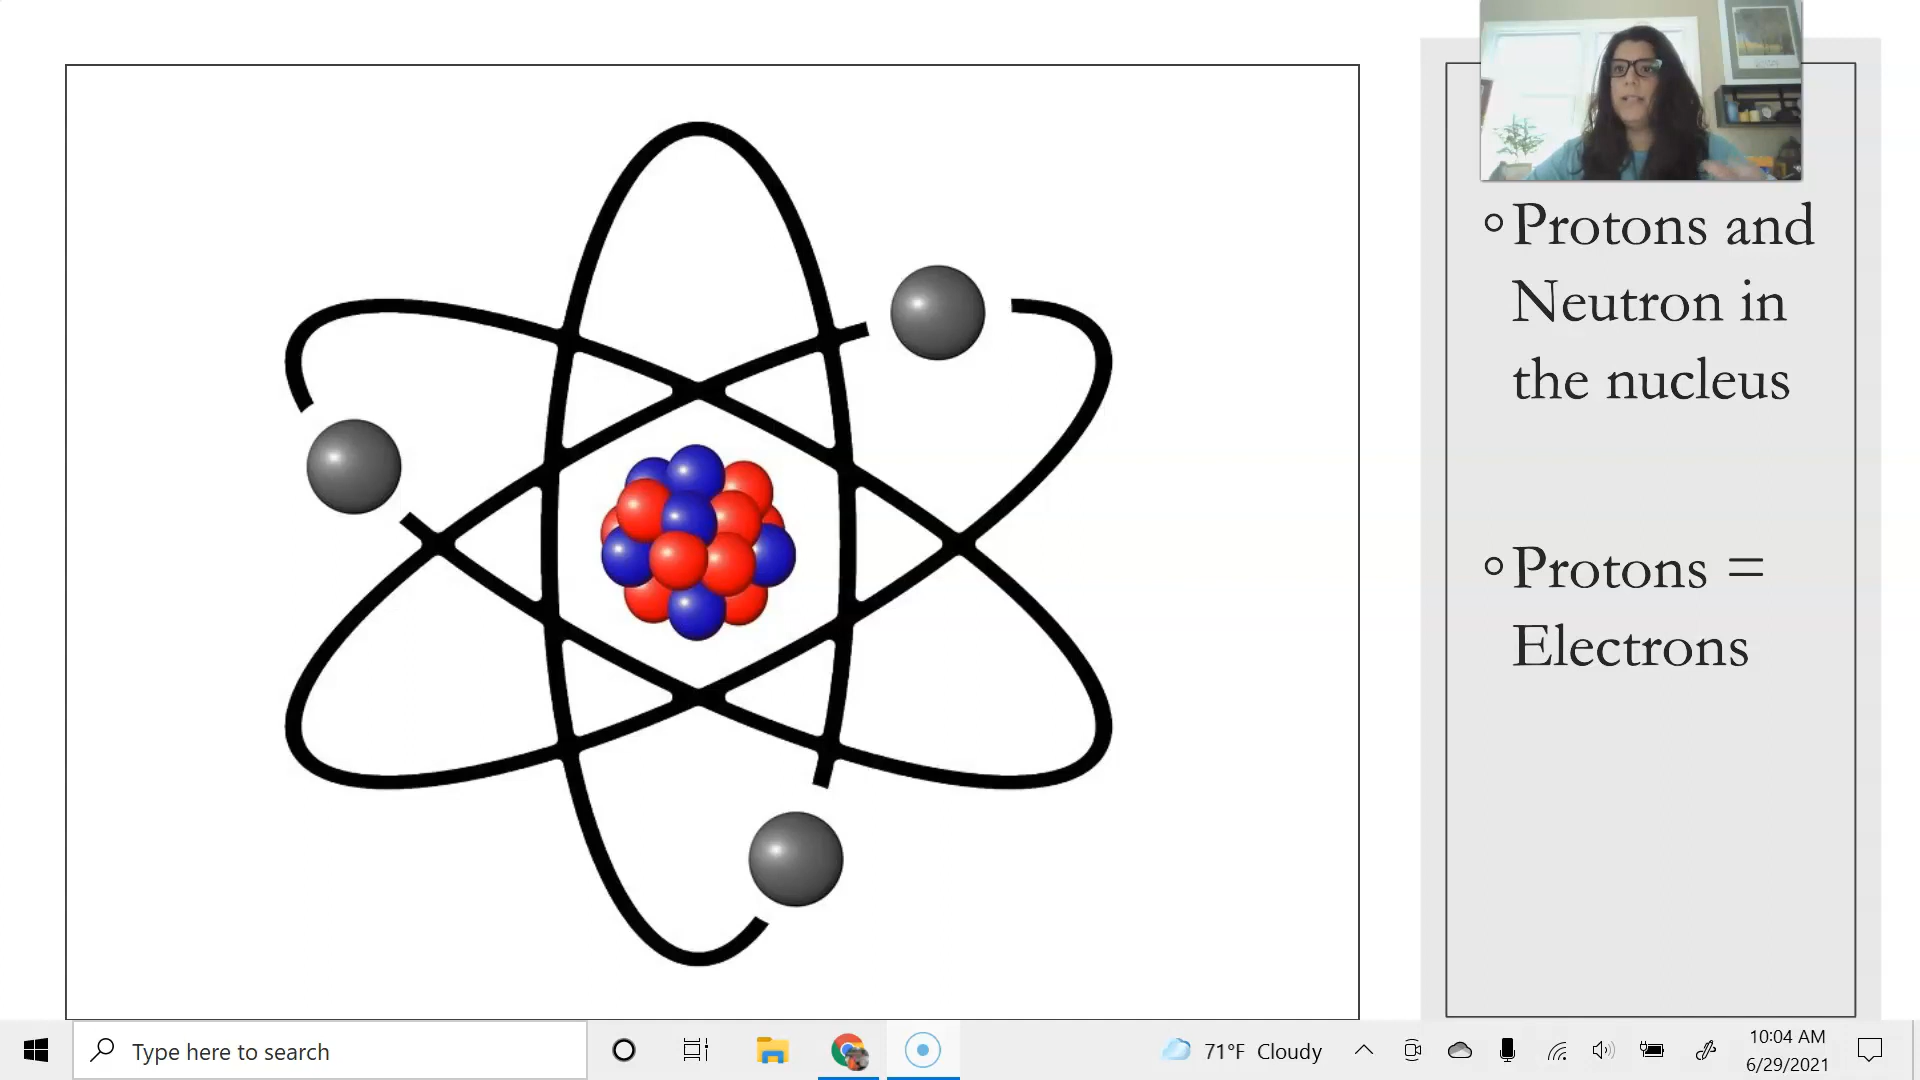 °Protons and
Neutron in
the nucleus
°Protons =
Electrons
Type here to search
71°F Cloudy
10:04 AM
6/29/2021